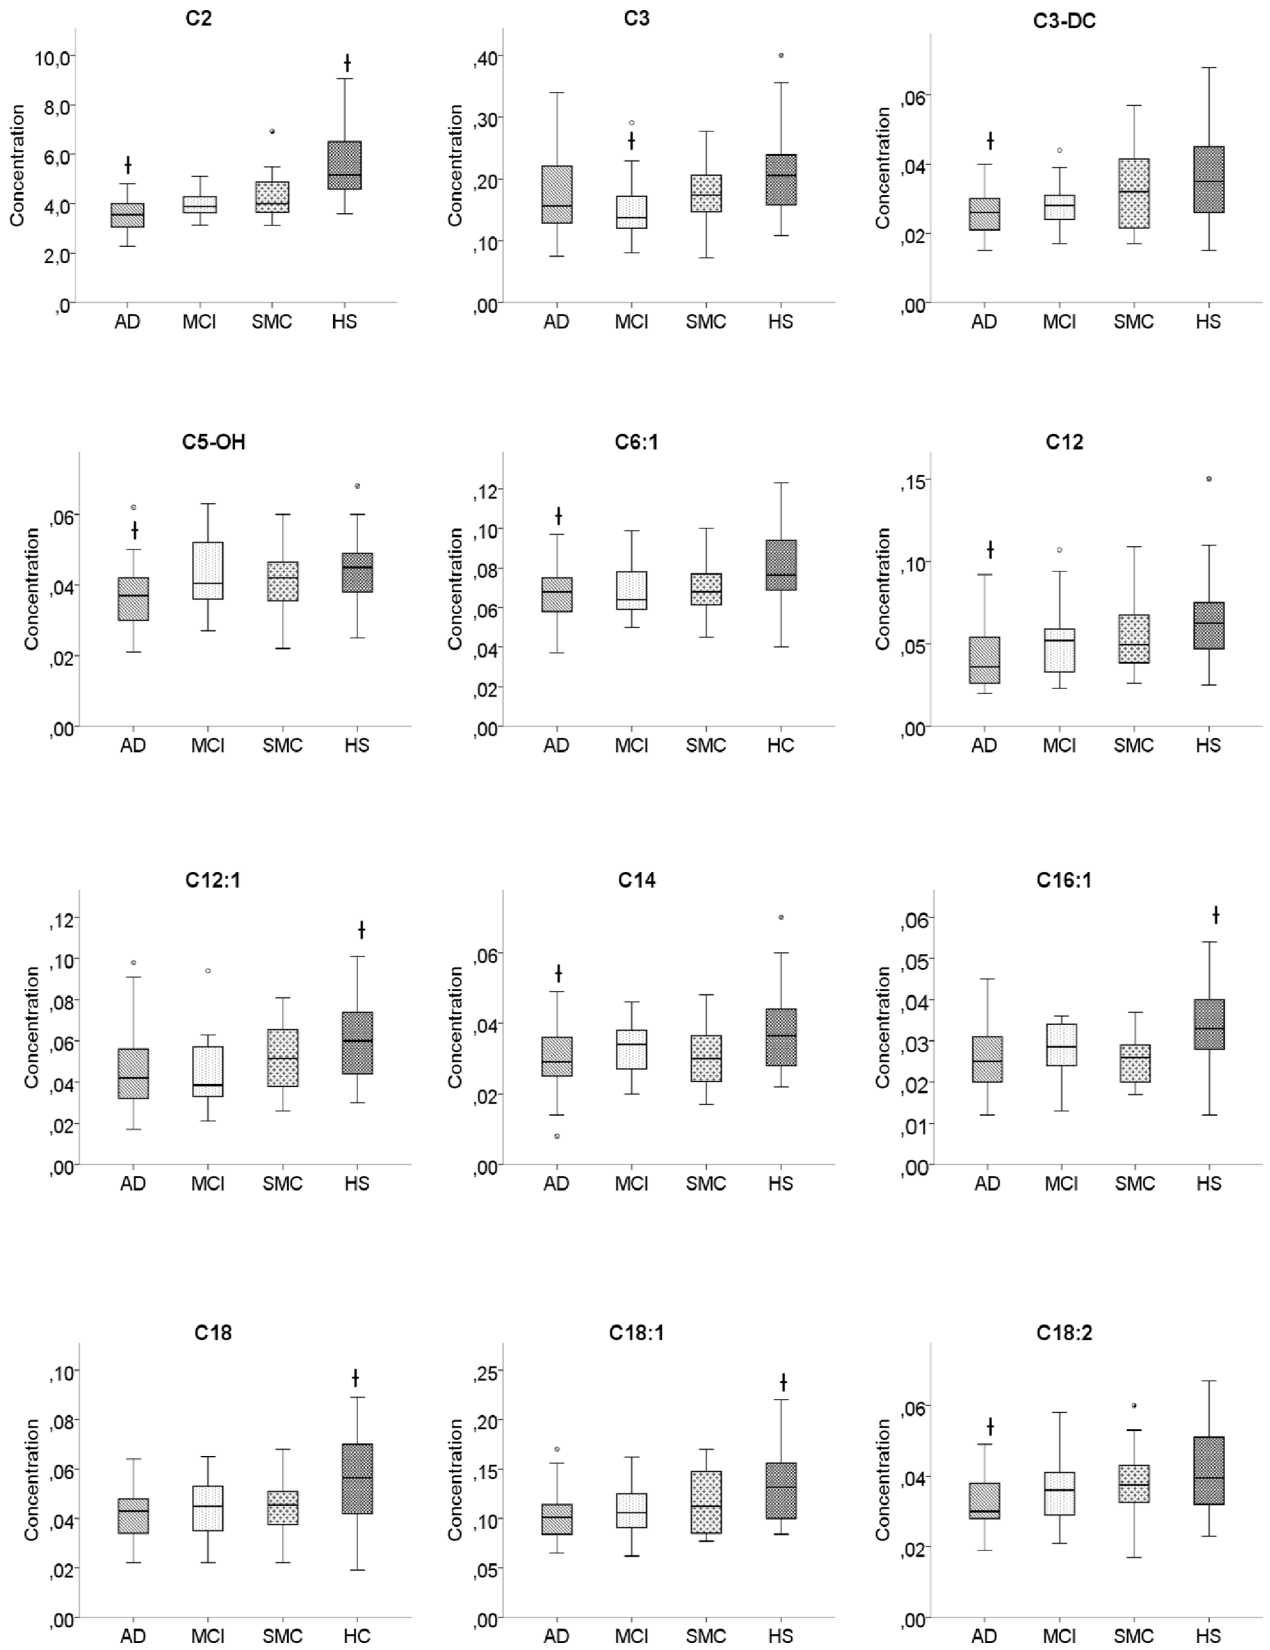 C2
Concentration
10,0
8,0
6,0
4,0
2,0
,0
AD MCI SMC HS
C3
Concentration
,40
,30
,20
,10
,00
AD MCI SMC HS
C3-DC
Concentration
,06
,04
,02
,00
AD MCI SMC HS
C5-OH
Concentration
,06
,04
,02
,00
AD MCI SMC HS
C6:1
Concentration
,12
,10
,08
,06
,04
,02
,00
AD MCI SMC HC
C12
Concentration
,15
,10
,05
,00
AD MCI SMC HS
C12:1
Concentration
,12
,10
,08
,06
,04
,02
,00
AD MCI SMC HS
C14
Concentration
,06
,04
,02
,00
AD MCI SMC HS
C16:1
Concentration
,06
,05
,04
,03
,02
,01
,00
AD MCI SMC HS
C18
Concentration
,10
,08
,06
,04
,02
,00
AD MCI SMC HC
C18:1
Concentration
,25
,20
,15
,10
,05
,00
AD MCI SMC HS
C18:2
Concentration
,06
,04
,02
,00
AD MCI SMC HS